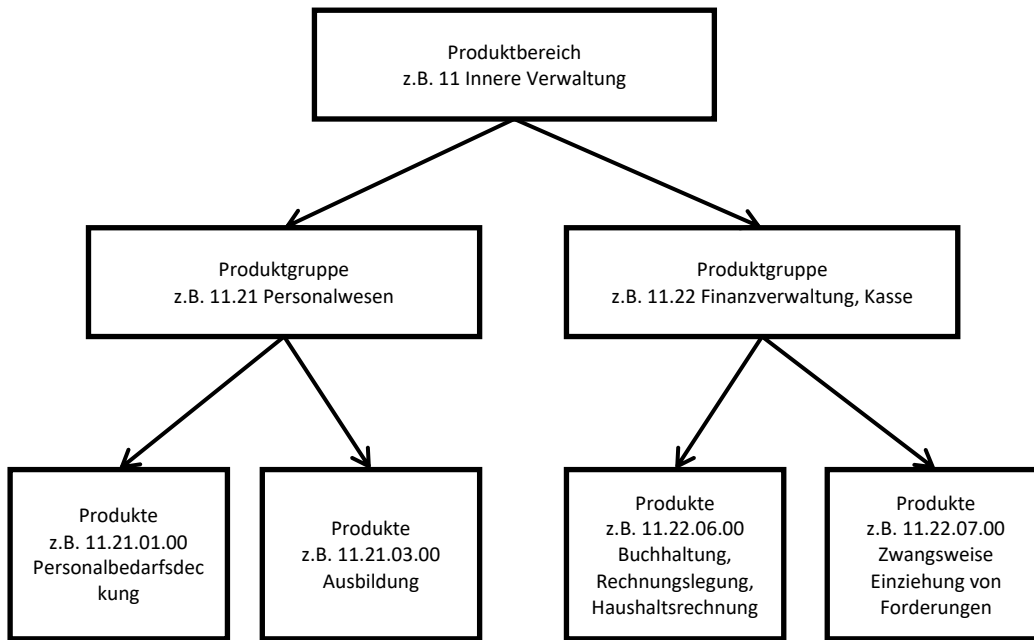 Produktbereich
z.B. 11 Innere Verwaltung
Produktgruppe
z.B. 11.21 Personalwesen
Produktgruppe
z.B. 11.22 Finanzverwaltung, Kasse
Produkte
z.B. 11.21.01.00
Personalbedarfsdec
kung
Produkte
z.B. 11.21.03.00
Ausbildung
Produkte
z.B. 11.22.06.00
Buchhaltung,
Rechnungslegung,
Haushaltsrechnung
Produkte
z.B. 11.22.07.00
Zwangsweise
Einziehung von
Forderungen